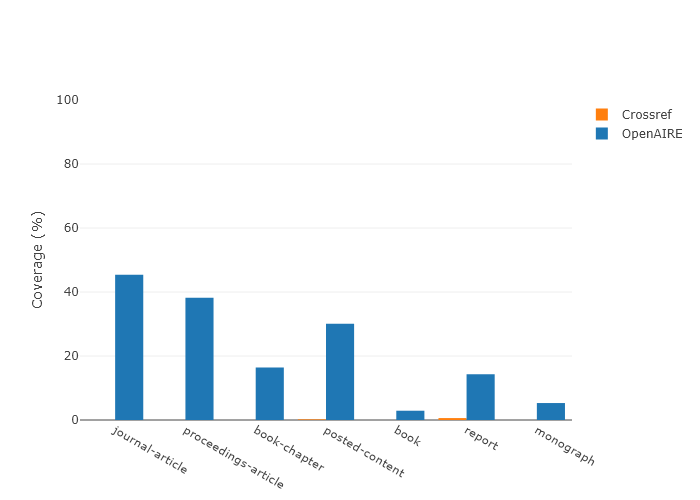 100
80
60
40
20
0
Coverage (%)
journal-article
proceedings-article
book-chapter
posted-content
book
report
monograph
Crossref
OpenAIRE